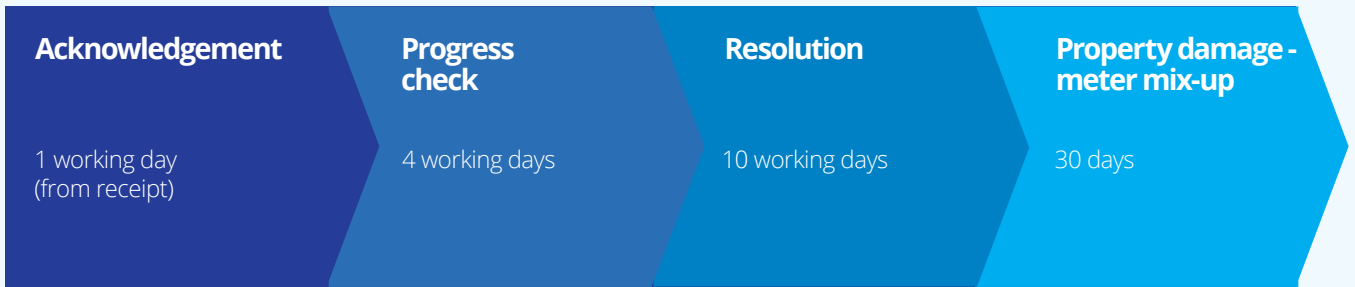 Acknowledgement
1 working day
(from receipt)
Progress
check
4 working days
Resolution
10 working days
Property damage -
meter mix-up
30 days